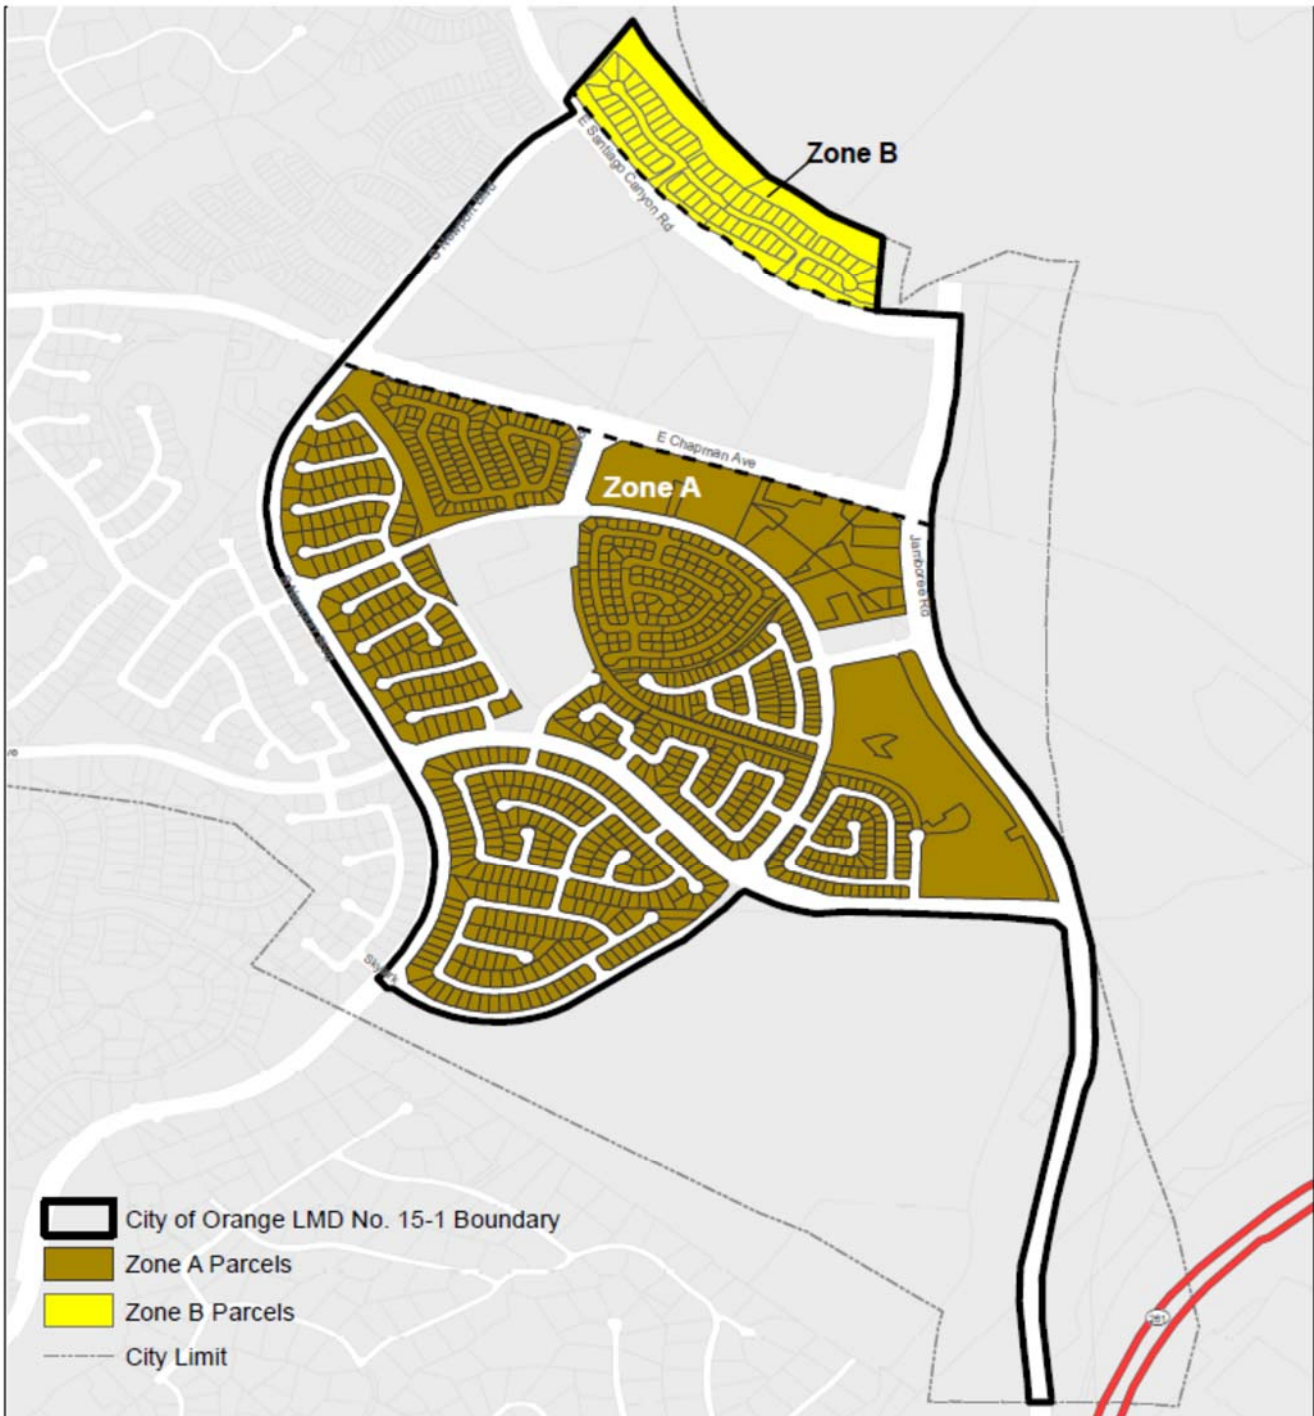 Zone B
E Santiago Canyon Rd
E Chapman Ave
Zone A
Jamboree Rd
City of Orange LMD No. 15-1 Boundary
Zone A Parcels
Zone B Parcels
City Limit
261